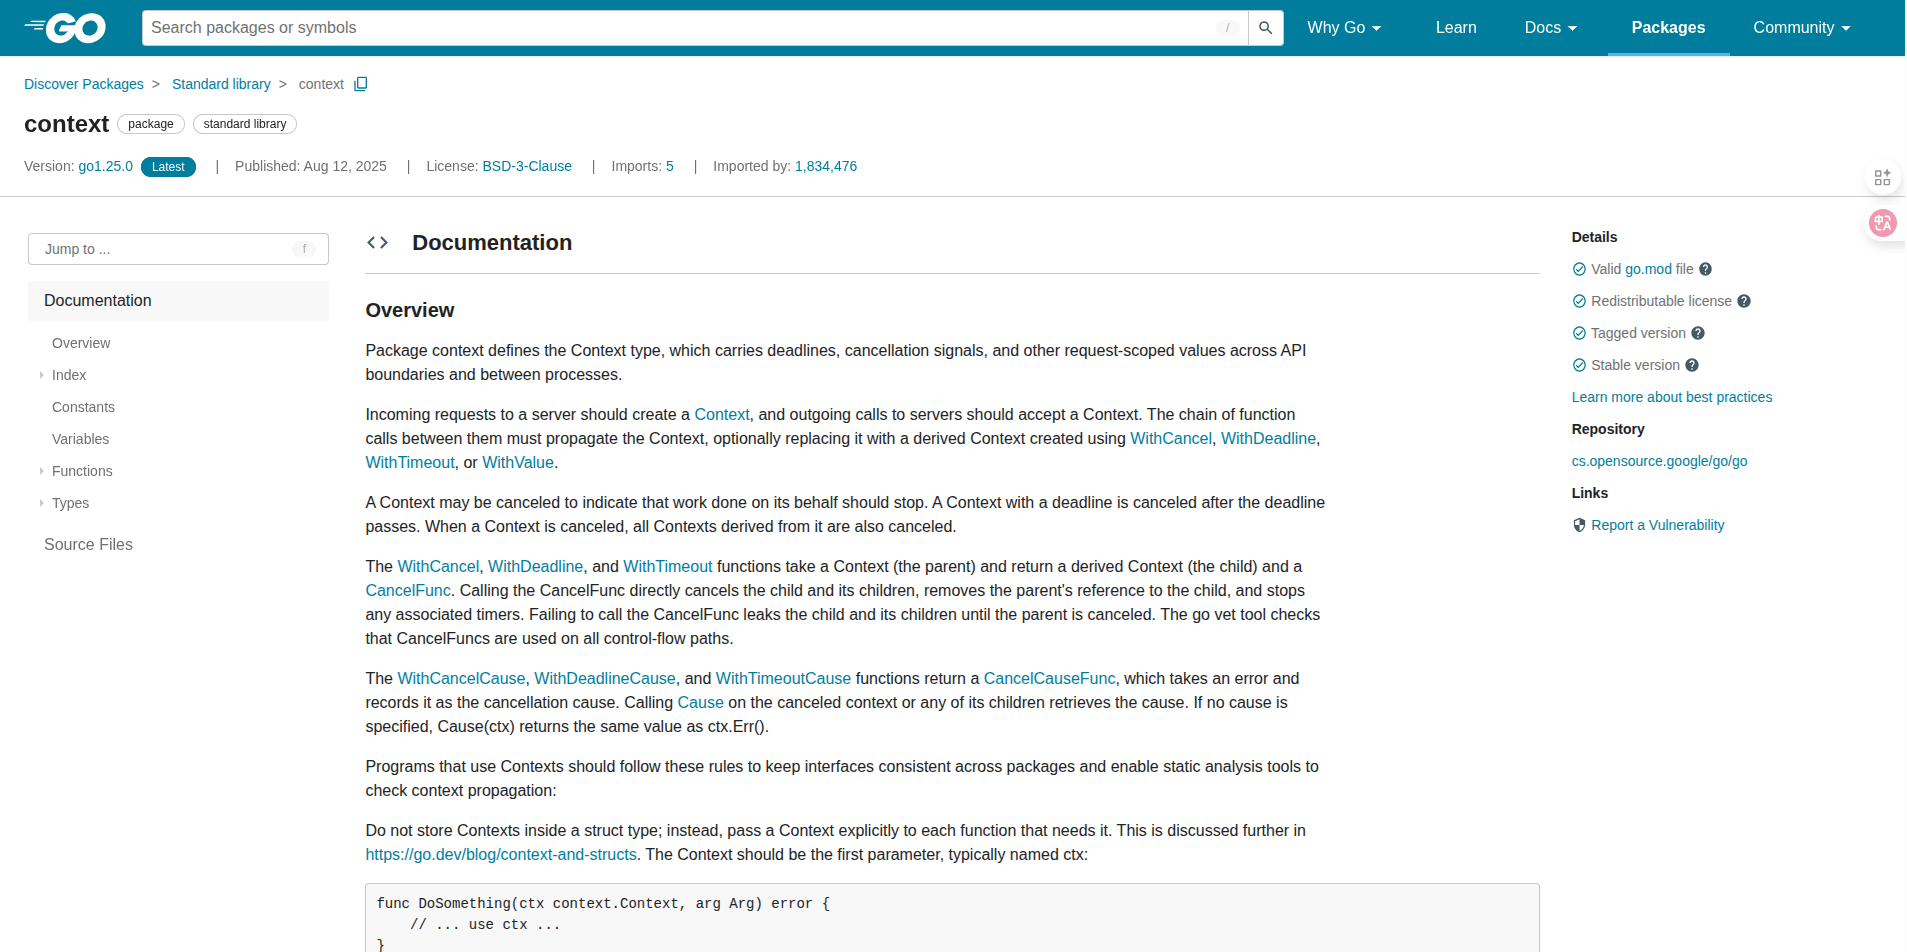 GO
Search packages or symbols
/
Why Go
Learn
Docs
Packages
Community
Discover Packages > Standard library > context
context package standard library
Version: go1.25.0 Latest | Published: Aug 12, 2025 | License: BSD-3-Clause | Imports: 5 | Imported by: 1,834,476
Jump to ... f
Documentation
Overview
Index
Constants
Variables
Functions
Types
Source Files
Documentation
Overview
Package context defines the Context type, which carries deadlines, cancellation signals, and other request-scoped values across API
boundaries and between processes.
Incoming requests to a server should create a Context, and outgoing calls to servers should accept a Context. The chain of function
calls between them must propagate the Context, optionally replacing it with a derived Context created using WithCancel, WithDeadline,
WithTimeout, or WithValue.
A Context may be canceled to indicate that work done on its behalf should stop. A Context with a deadline is canceled after the deadline
passes. When a Context is canceled, all Contexts derived from it are also canceled.
The WithCancel, WithDeadline, and WithTimeout functions take a Context (the parent) and return a derived Context (the child) and a
CancelFunc. Calling the CancelFunc directly cancels the child and its children, removes the parent's reference to the child, and stops
any associated timers. Failing to call the CancelFunc leaks the child and its children until the parent is canceled. The go vet tool checks
that CancelFuncs are used on all control-flow paths.
The WithCancelCause, WithDeadlineCause, and WithTimeoutCause functions return a CancelCauseFunc, which takes an error and
records it as the cancellation cause. Calling Cause on the canceled context or any of its children retrieves the cause. If no cause is
specified, Cause(ctx) returns the same value as ctx.Err().
Programs that use Contexts should follow these rules to keep interfaces consistent across packages and enable static analysis tools to
check context propagation:
Do not store Contexts inside a struct type; instead, pass a Context explicitly to each function that needs it. This is discussed further in
https://go.dev/blog/context-and-structs. The Context should be the first parameter, typically named ctx:
func DoSomething(ctx context.Context, arg Arg) error {
// ... use ctx ...
}
Details
Valid go.mod file
Redistributable license
Tagged version
Stable version
Learn more about best practices
Repository
cs.opensource.google/go/go
Links
Report a Vulnerability